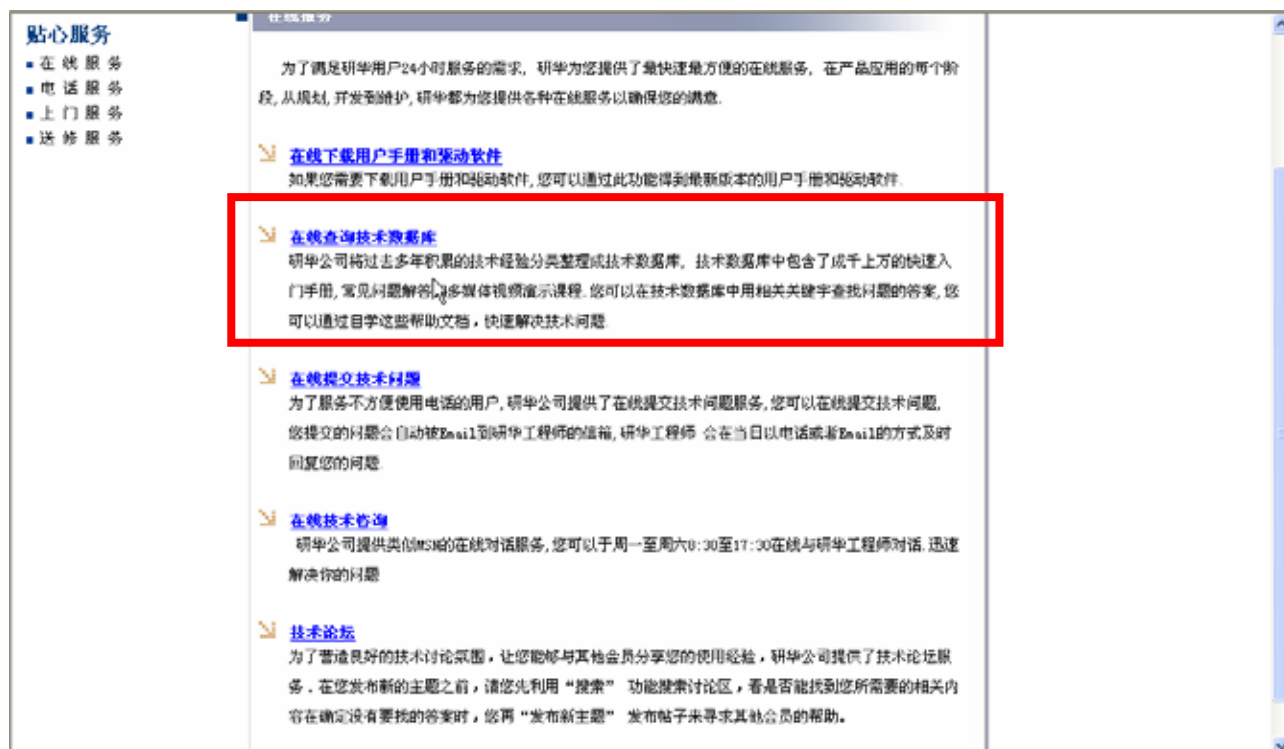 在线服务
贴心服务
在线服务
电话服务
上门服务
送修服务
为了满足研华用户24小时服务的需求, 研华为您提供了最快速最方便的在线服务, 在产品应用的每个阶
段, 从规划, 开发到维护, 研华都为您提供各种在线服务以确保您的满意.
在线下载用户手册和驱动软件
如果您需要下载用户手册和驱动软件, 您可以通过此功能得到最新版本的用户手册和驱动软件.
在线查询技术数据库
研华公司将过去多年积累的技术经验分类整理成技术数据库, 技术数据库中包含了成千上万的快速入
门手册, 常见问题解答 多媒体视频演示课程. 您可以在技术数据库中用相关关键字查找问题的答案, 您
可以通过自学这些帮助文档，快速解决技术问题.
在线提交技术问题
为了服务不方便使用电话的用户, 研华公司提供了在线提交技术问题服务, 您可以在线提交技术问题,
您提交的问题会自动被Email到研华工程师的信箱, 研华工程师 会在当日以电话或者Email的方式及时
回复您的问题.
在线技术咨询
研华公司提供类似MSN的在线对话服务, 您可以于周一至周六8:30至17:30在线与研华工程师对话. 迅速
解决你的问题
技术论坛
为了营造良好的技术讨论氛围，让您能够与其他会员分享您的使用经验，研华公司提供了技术论坛服
务．在您发布新的主题之前，请您先利用“搜索” 功能搜索讨论区，看是否能找到您所需要的相关内
容在确定没有要找的答案时，您再“发布新主题” 发布帖子来寻求其他会员的帮助。